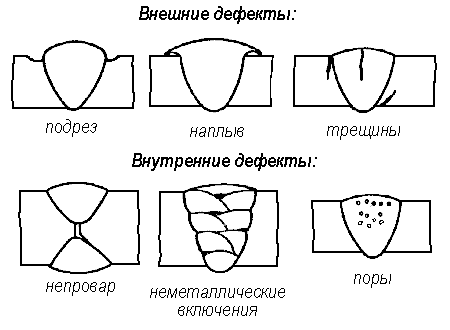 Внешние дефекты:
подрез
наплыв
трещины
Внутренние дефекты:
непровар
неметаллические
включения
поры